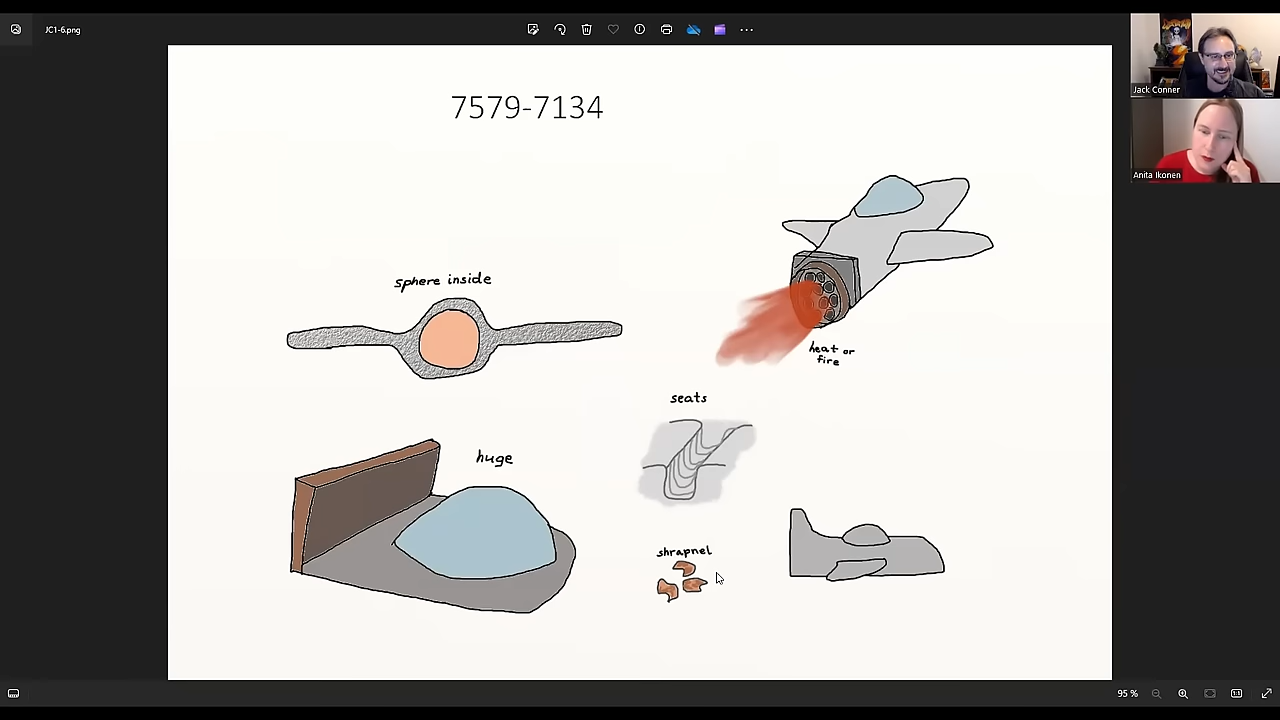 JC1-6.png
Jack Conner
Anita Ikonen
7579-7134
sphere inside
heat or
fire
seats
huge
shrapnel
95 %